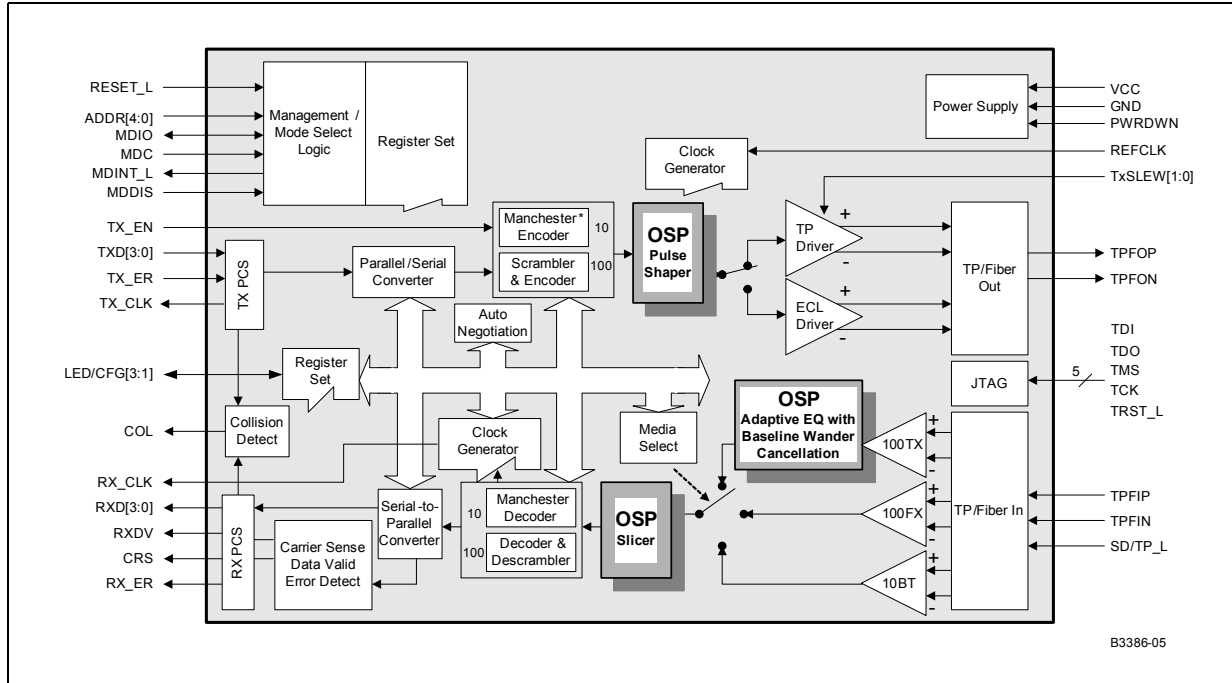 RESET_L
ADDR[4:0]
MDIO
MDC
MDINT_L
MDDIS
TX_EN
TXD[3:0]
TX_ER
TX_CLK
LED/CFG[3:1]
COL
RX_CLK
RXD[3:0]
RXDV
CRS
RX_ER
Management /
Mode Select
Logic
Register Set
TX PCS
Parallel/Serial
Converter
Manchester*
Encoder
10
Scrambler
& Encoder
100
Auto
Negotiation
Register
Set
Collision
Detect
Clock
Generator
RX PCS
Carrier Sense
Data Valid
Error Detect
Serial-to-
Parallel
Converter
10
Manchester
Decoder
100
Decoder &
Descrambler
Media
Select
OSP
Slicer
OSP
Pulse
Shaper
Clock
Generator
Power Supply
+
TP
Driver
-
+
ECL
Driver
-
TP/Fiber
Out
JTAG
5
OSP
Adaptive EQ with
Baseline Wander
Cancellation
+
100TX
-
+
100FX
-
+
10BT
-
TP/Fiber In
VCC
GND
PWRDWN
REFCLK
TxSLEW[1:0]
TPFOP
TPFON
TDI
TDO
TMS
TCK
TRST_L
TPFIP
TPFIN
SD/TP_L
B3386-05